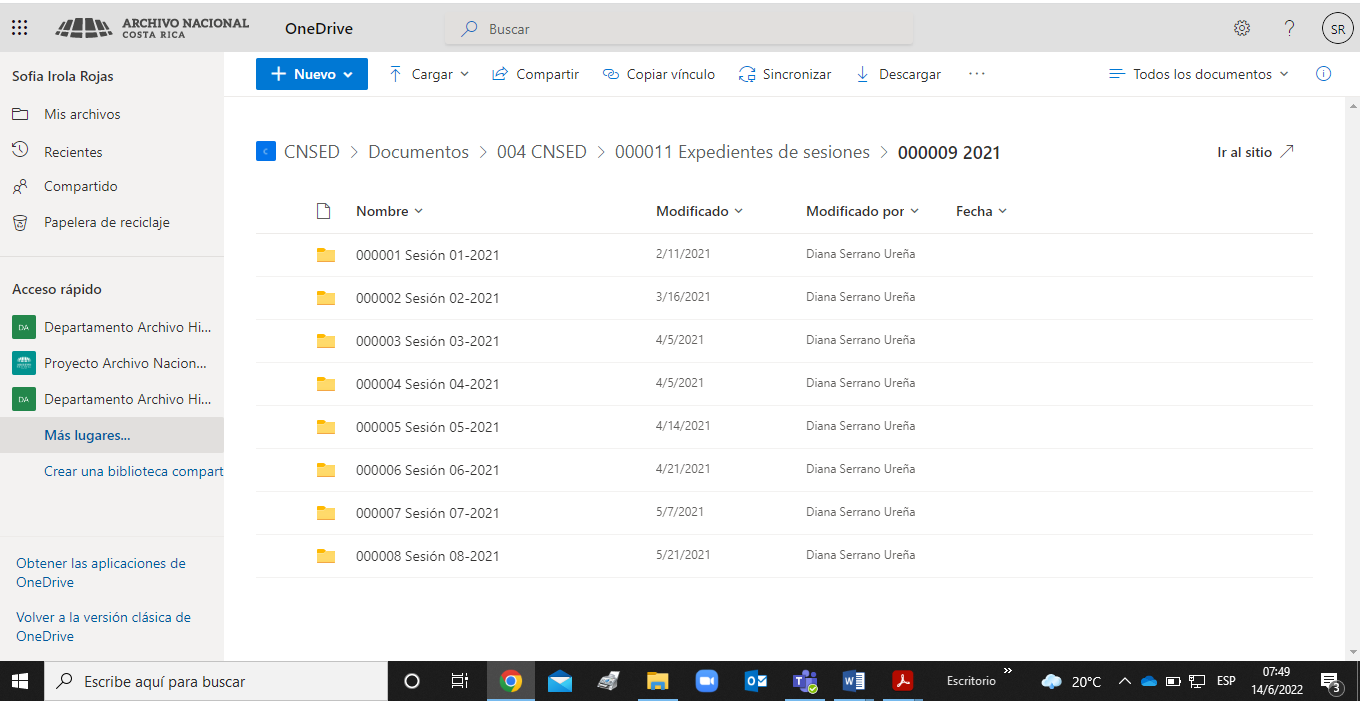 ARCHIVO NACIONAL
COSTA RICA
OneDrive
Buscar
SR
Sofia Irola Rojas
Nuevo
Cargar
Compartir
Copiar vínculo
Sincronizar
Descargar
Todos los documentos
Mis archivos
Recientes
Compartido
Papelera de reciclaje
Acceso rápido
DA Departamento Archivo Hi...
Proyecto Archivo Nacion...
DA Departamento Archivo Hi...
Más lugares...
Crear una biblioteca compart
Obtener las aplicaciones de
OneDrive
Volver a la versión clásica de
OneDrive
CNSED > Documentos > 004 CNSED > 000011 Expedientes de sesiones > 000009 2021
Ir al sitio
Nombre Modificado Modificado por Fecha
000001 Sesión 01-2021 2/11/2021 Diana Serrano Ureña
000002 Sesión 02-2021 3/16/2021 Diana Serrano Ureña
000003 Sesión 03-2021 4/5/2021 Diana Serrano Ureña
000004 Sesión 04-2021 4/5/2021 Diana Serrano Ureña
000005 Sesión 05-2021 4/14/2021 Diana Serrano Ureña
000006 Sesión 06-2021 4/21/2021 Diana Serrano Ureña
000007 Sesión 07-2021 5/7/2021 Diana Serrano Ureña
000008 Sesión 08-2021 5/21/2021 Diana Serrano Ureña
Escribe aquí para buscar
Escritorio
20°C
ESP
07:49
14/6/2022
3